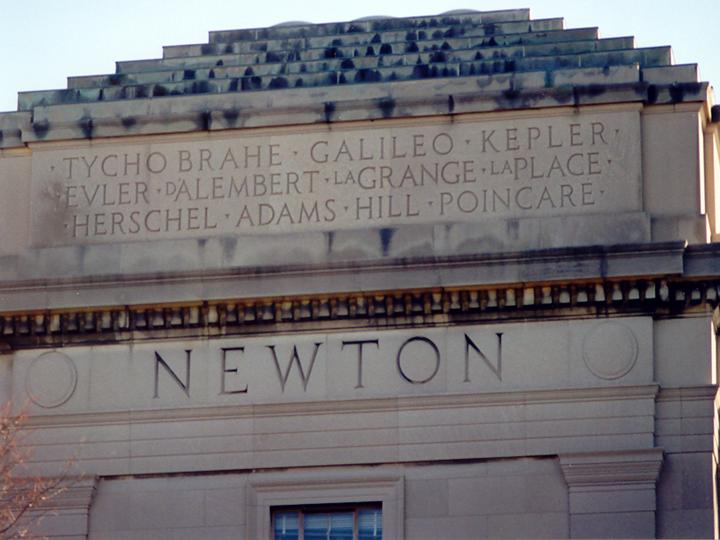 · TYCHO BRAHE · GALILEO · KEPLER ·
· EVLER · D'ALEMBERT · LAGRANGE · LAPLACE ·
· HERSCHEL · ADAMS · HILL · POINCARE ·
NEWTON